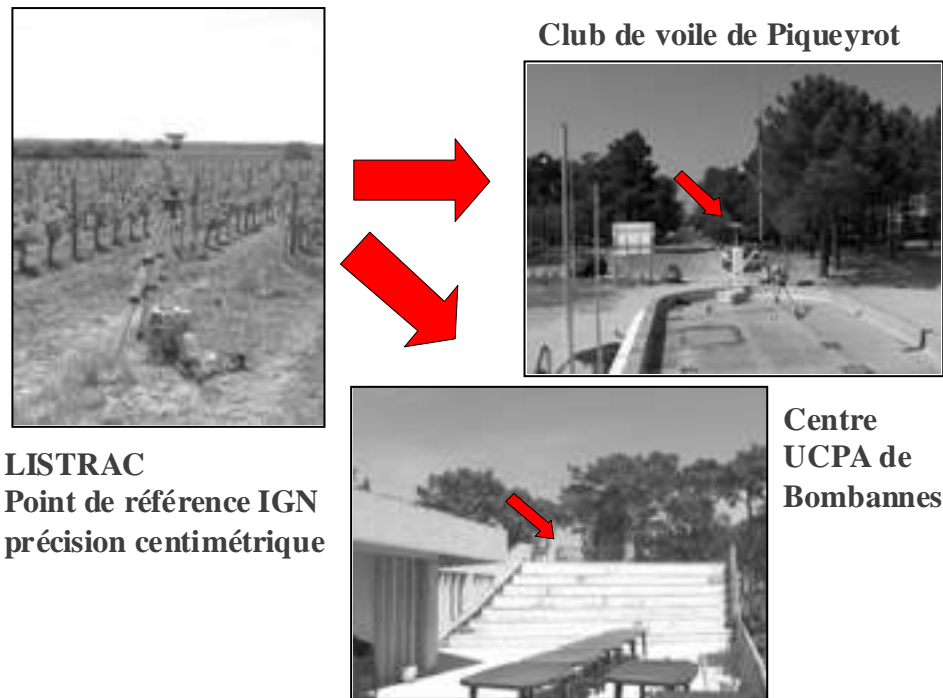 Club de voile de Piqueyrot
LISTRAC
Point de référence IGN
précision centimétrique
Centre
UCPA de
Bombannes